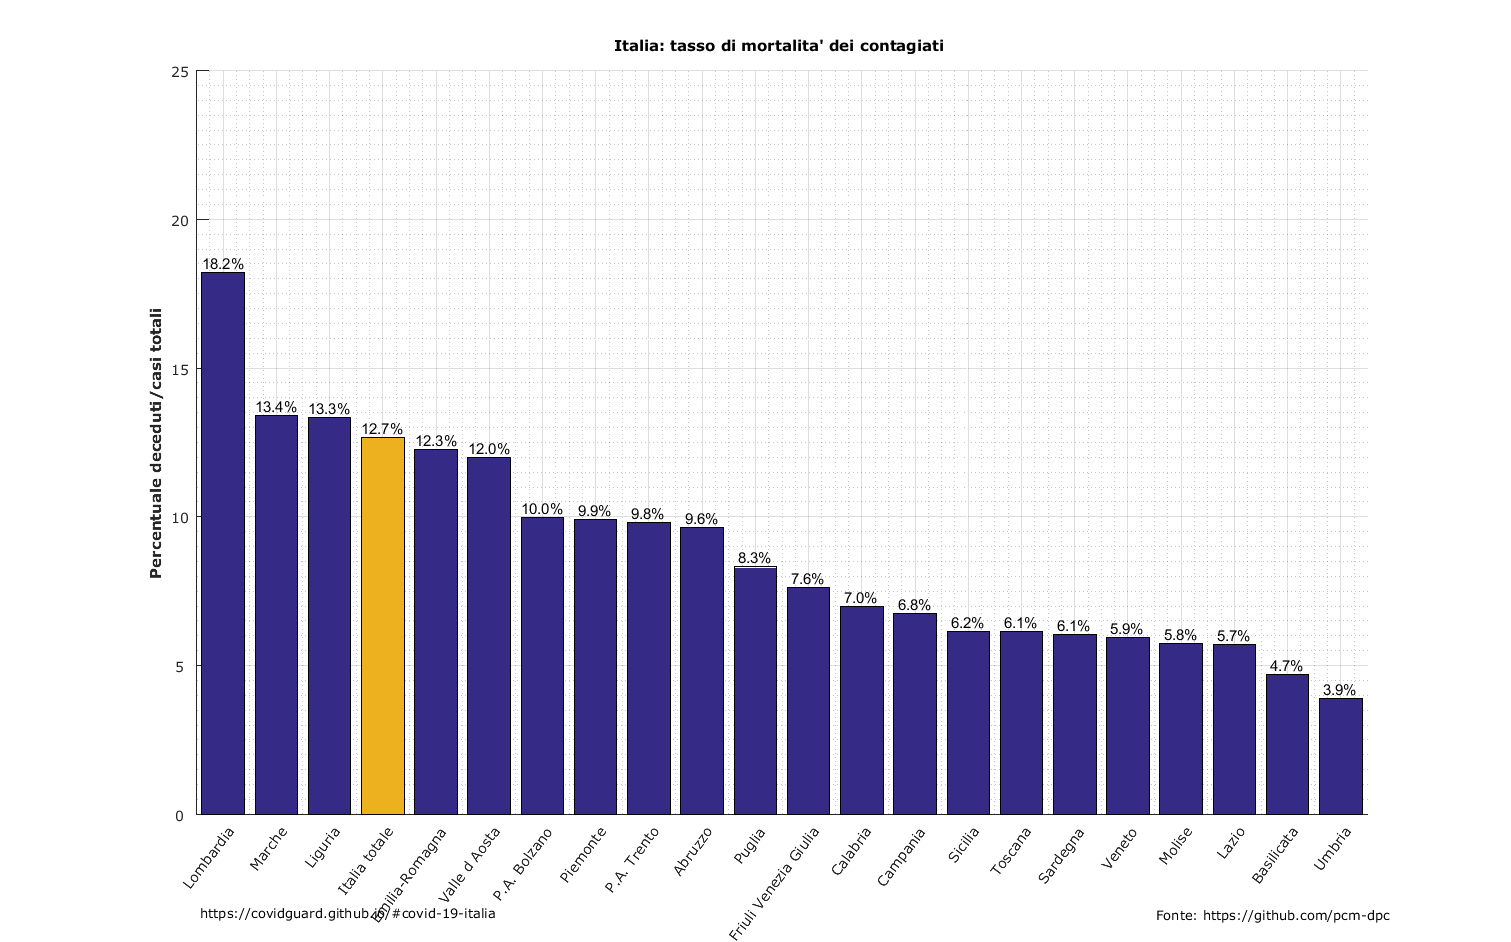 Italia: tasso di mortalita' dei contagiati
Percentuale deceduti/casi totali
25
20
15
10
5
0
18.2%
13.4%
13.3%
12.7%
12.3%
12.0%
10.0%
9.9%
9.8%
9.6%
8.3%
7.6%
7.0%
6.8%
6.2%
6.1%
6.1%
5.9%
5.8%
5.7%
4.7%
3.9%
Lombardia
Marche
Liguria
Italia totale
Emilia-Romagna
Valle d Aosta
P.A. Bolzano
Piemonte
P.A. Trento
Abruzzo
Puglia
Friuli Venezia Giulia
Calabria
Campania
Sicilia
Toscana
Sardegna
Veneto
Molise
Lazio
Basilicata
Umbria
https://covidguard.github.io/#covid-19-italia
Fonte: https://github.com/pcm-dpc